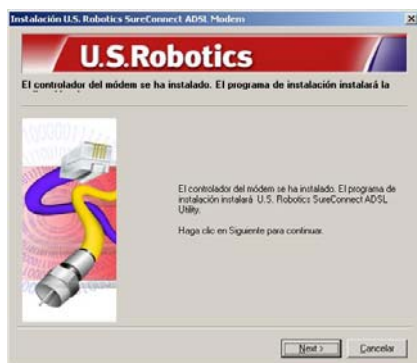 Instalación U.S. Robotics SureConnect ADSL Modem
U.S.Robotics
El controlador del módem se ha instalado. El programa de instalación instalará la
El controlador del módem se ha instalado. El programa de
instalación instalará U.S. Robotics SureConnect ADSL
Utility.
Haga clic en Siguiente para continuar.
Next >
Cancelar